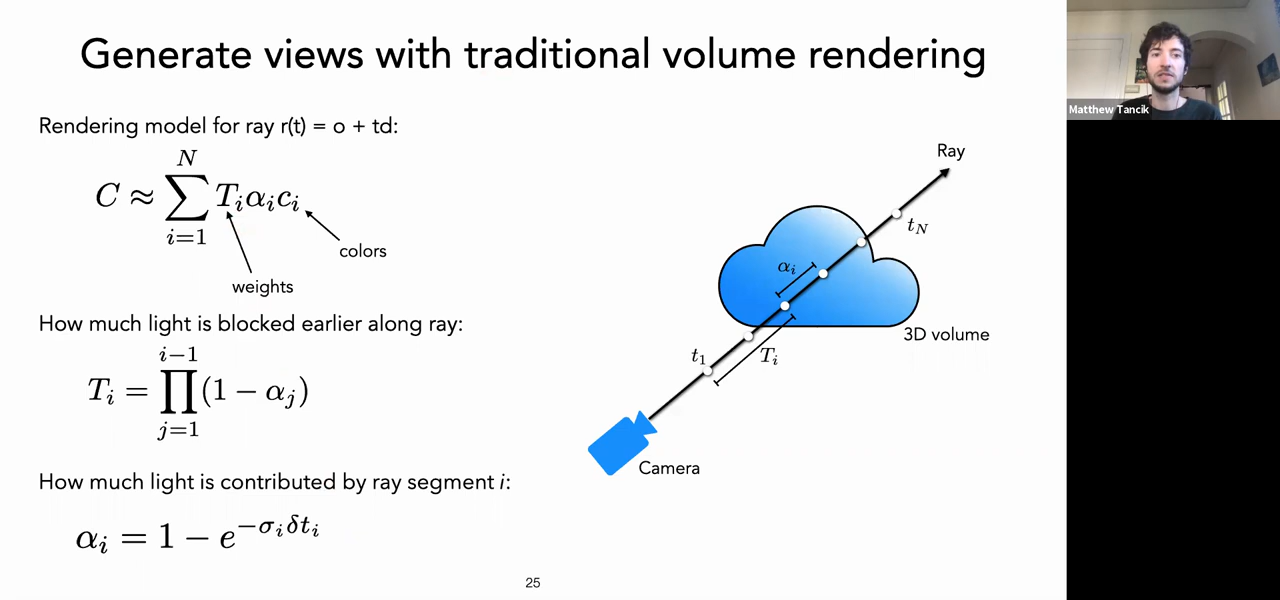 Generate views with traditional volume rendering
Matthew Tancik
Rendering model for ray r(t) = o + td:
C ≈ ∑_{i=1}^{N} T_i α_i c_i
colors
weights
How much light is blocked earlier along ray:
T_i = ∏_{j=1}^{i−1} (1 − α_j)
How much light is contributed by ray segment i:
α_i = 1 − e^{−σ_i δt_i}
Ray
t_N
α_i
3D volume
t_1
T_i
Camera
25